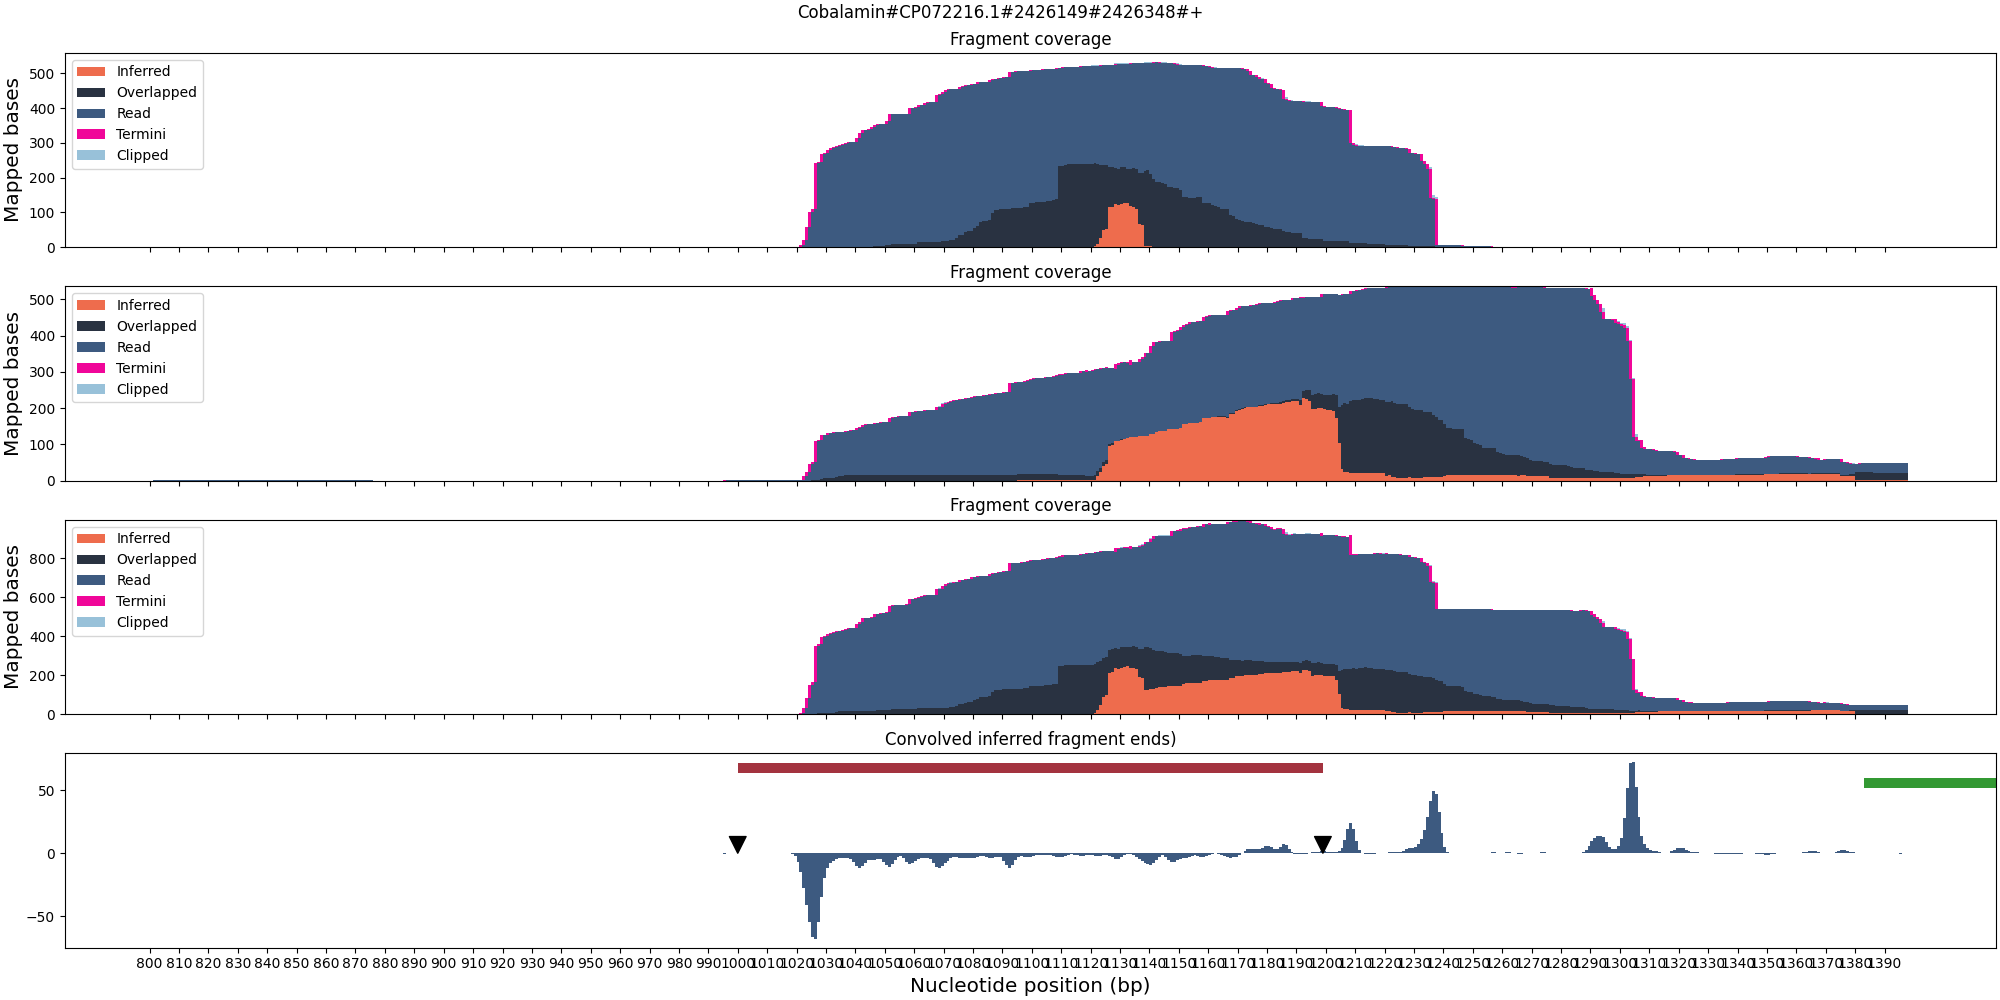 Cobalamin#CP072216.1#2426149#2426348#+
Fragment coverage
Mapped bases
500
400
300
200
100
0
Inferred
Overlapped
Read
Termini
Clipped
Fragment coverage
Mapped bases
500
400
300
200
100
0
Inferred
Overlapped
Read
Termini
Clipped
Fragment coverage
Mapped bases
800
600
400
200
0
Inferred
Overlapped
Read
Termini
Clipped
Convolved inferred fragment ends)
50
0
−50
800 810 820 830 840 850 860 870 880 890 900 910 920 930 940 950 960 970 980 990 1000 1010 1020 1030 1040 1050 1060 1070 1080 1090 1100 1110 1120 1130 1140 1150 1160 1170 1180 1190 1200 1210 1220 1230 1240 1250 1260 1270 1280 1290 1300 1310 1320 1330 1340 1350 1360 1370 1380 1390
Nucleotide position (bp)